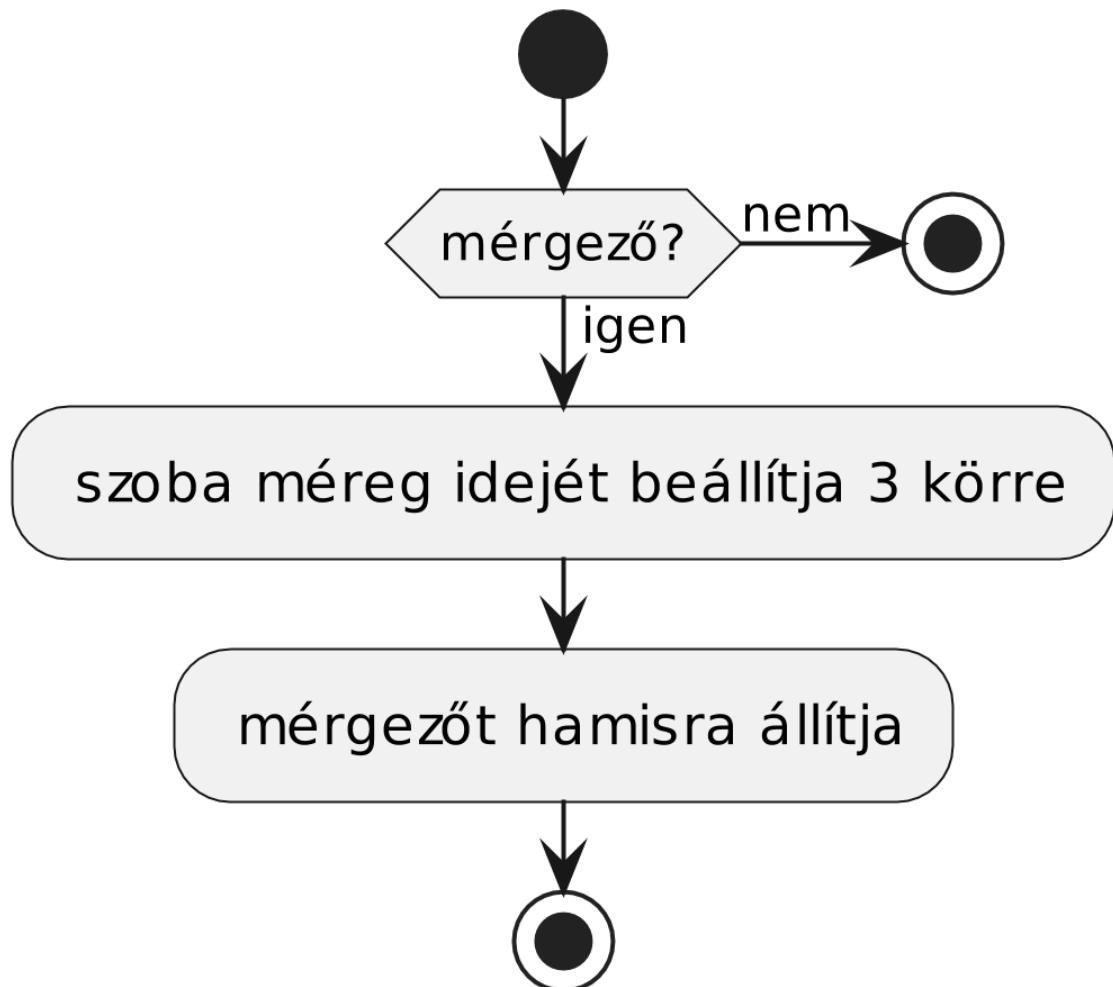 mérgező?
nem
igen
szoba méreg idejét beállítja 3 körre
mérgezőt hamisra állítja